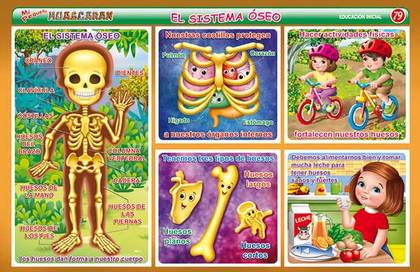 Mi
Pequeño
HUASCARAN
EL SISTEMA ÓSEO
EDUCACIÓN INICIAL
79
EL SISTEMA ÓSEO
CRÁNEO
DIENTES
CLAVÍCULA
COSTILLAS
HUESOS
DEL
BRAZO
COLUMNA
VERTEBRAL
CADERA
HUESOS DE
LA MANO
HUESOS
DE LAS
PIERNAS
HUESOS DE
LOS PIES
los huesos dan forma a nuestro cuerpo
Nuestras costillas protegen
Pulmón
Corazón
Hígado
Estómago
a nuestros órganos internos
Hacer actividades físicas
fortalecen nuestros huesos
Tenemos tres tipos de huesos
Huesos
largos
Huesos
planos
Huesos
cortos
Debemos alimentarnos bien y tomar
mucha leche para
tener huesos
sanos y fuertes
LECHE